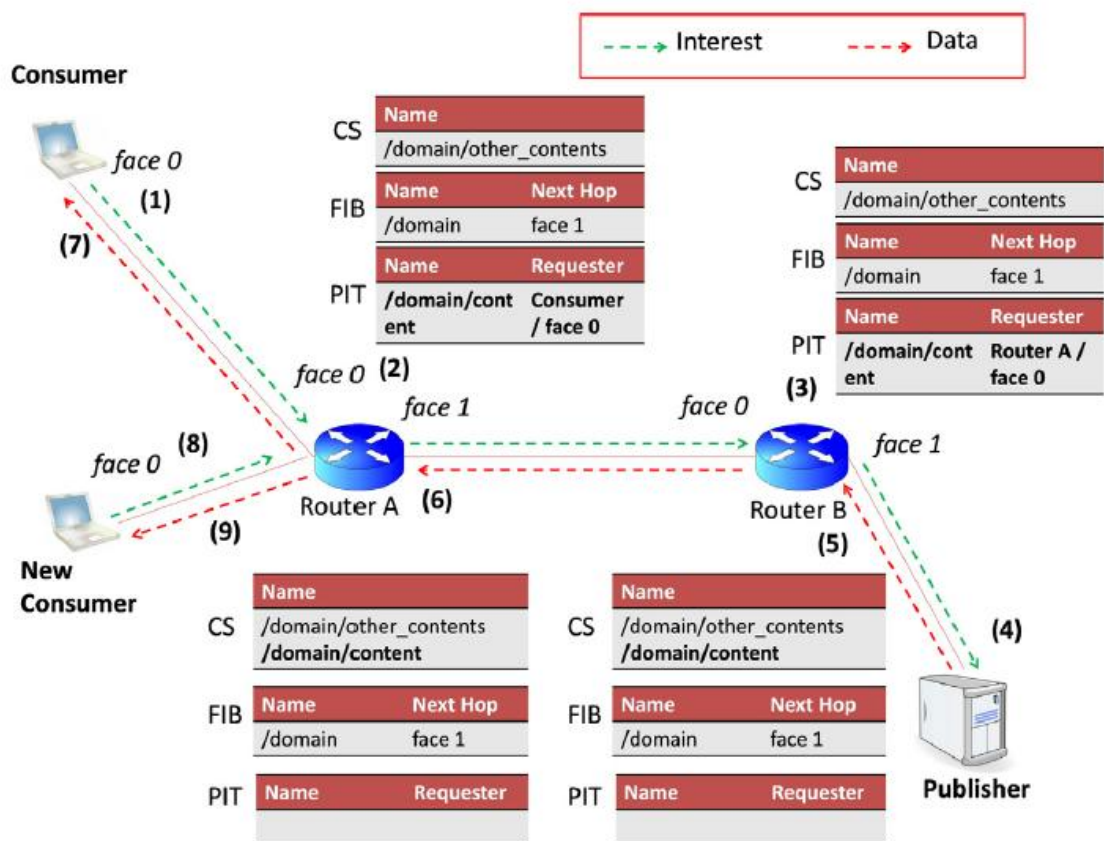 Interest
Data
Consumer
face 0
(1)
(7)
CS
Name
/domain/other_contents
FIB
Name Next Hop
/domain face 1
PIT
Name Requester
/domain/cont Consumer
ent / face 0
CS
Name
/domain/other_contents
FIB
Name Next Hop
/domain face 1
PIT
Name Requester
/domain/cont Router A /
ent face 0
(2)
face 0
face 1
face 0
(3)
face 1
(8)
face 0
Router A
(6)
Router B
(9)
(5)
New
Consumer
CS
Name
/domain/other_contents
/domain/content
FIB
Name Next Hop
/domain face 1
PIT
Name Requester
CS
Name
/domain/other_contents
/domain/content
FIB
Name Next Hop
/domain face 1
PIT
Name Requester
(4)
Publisher